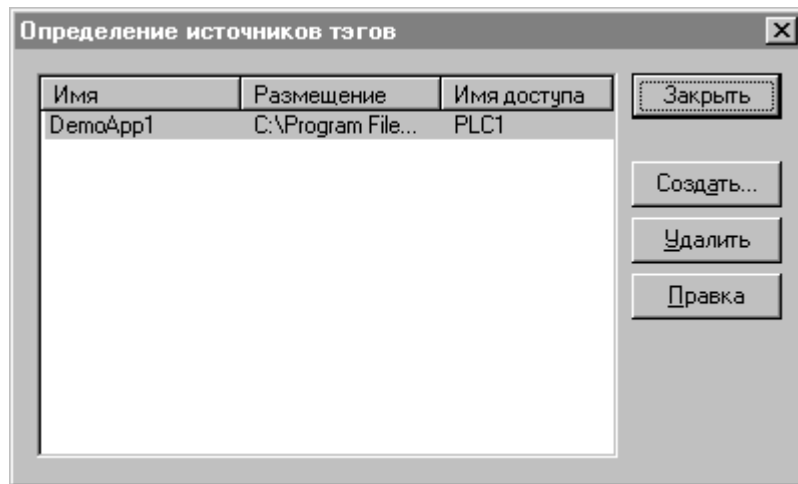 Определение источников тэгов
Имя Размещение Имя доступа
DemoApp1 C:\Program File... PLC1
Закрыть
Создать...
Удалить
Правка